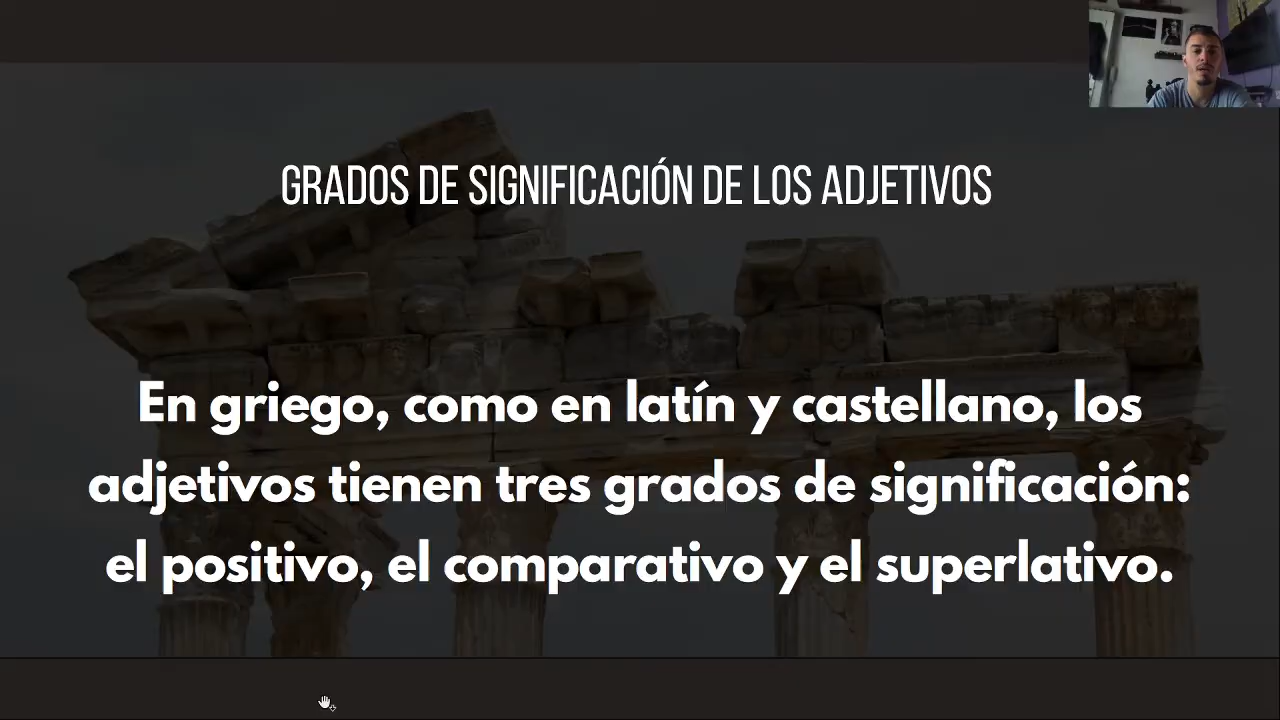 GRADOS DE SIGNIFICACIÓN DE LOS ADJETIVOS
En griego, como en latín y castellano, los
adjetivos tienen tres grados de significación:
el positivo, el comparativo y el superlativo.